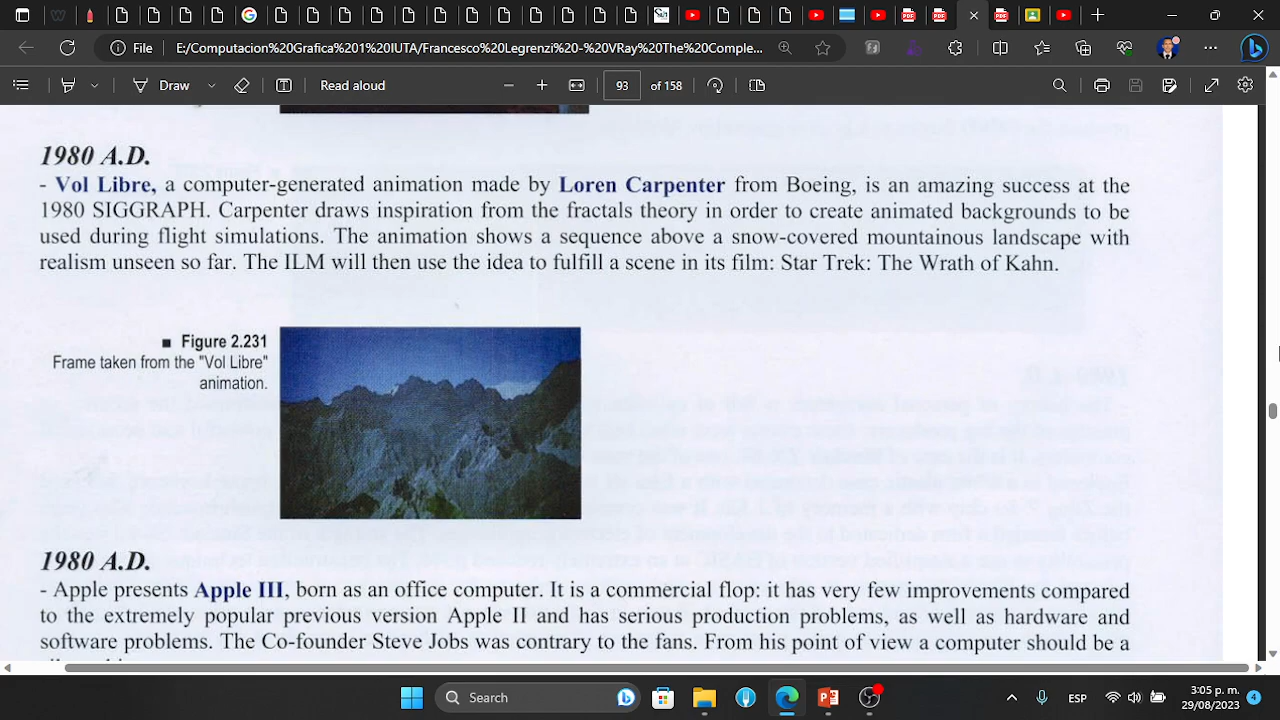 File
E:/Computacion%20Grafica%201%20IUTA/Francesco%20Legrenzi%20-%20VRay%20The%20Comple...
Draw
Read aloud
93 of 158
1980 A.D.
- Vol Libre, a computer-generated animation made by Loren Carpenter from Boeing, is an amazing success at the
1980 SIGGRAPH. Carpenter draws inspiration from the fractals theory in order to create animated backgrounds to be
used during flight simulations. The animation shows a sequence above a snow-covered mountainous landscape with
realism unseen so far. The ILM will then use the idea to fulfill a scene in its film: Star Trek: The Wrath of Kahn.
■ Figure 2.231
Frame taken from the "Vol Libre"
animation.
1980 A.D.
- Apple presents Apple III, born as an office computer. It is a commercial flop: it has very few improvements compared
to the extremely popular previous version Apple II and has serious production problems, as well as hardware and
software problems. The Co-founder Steve Jobs was contrary to the fans. From his point of view a computer should be a
Search
ESP
3:05 p. m.
29/08/2023
4